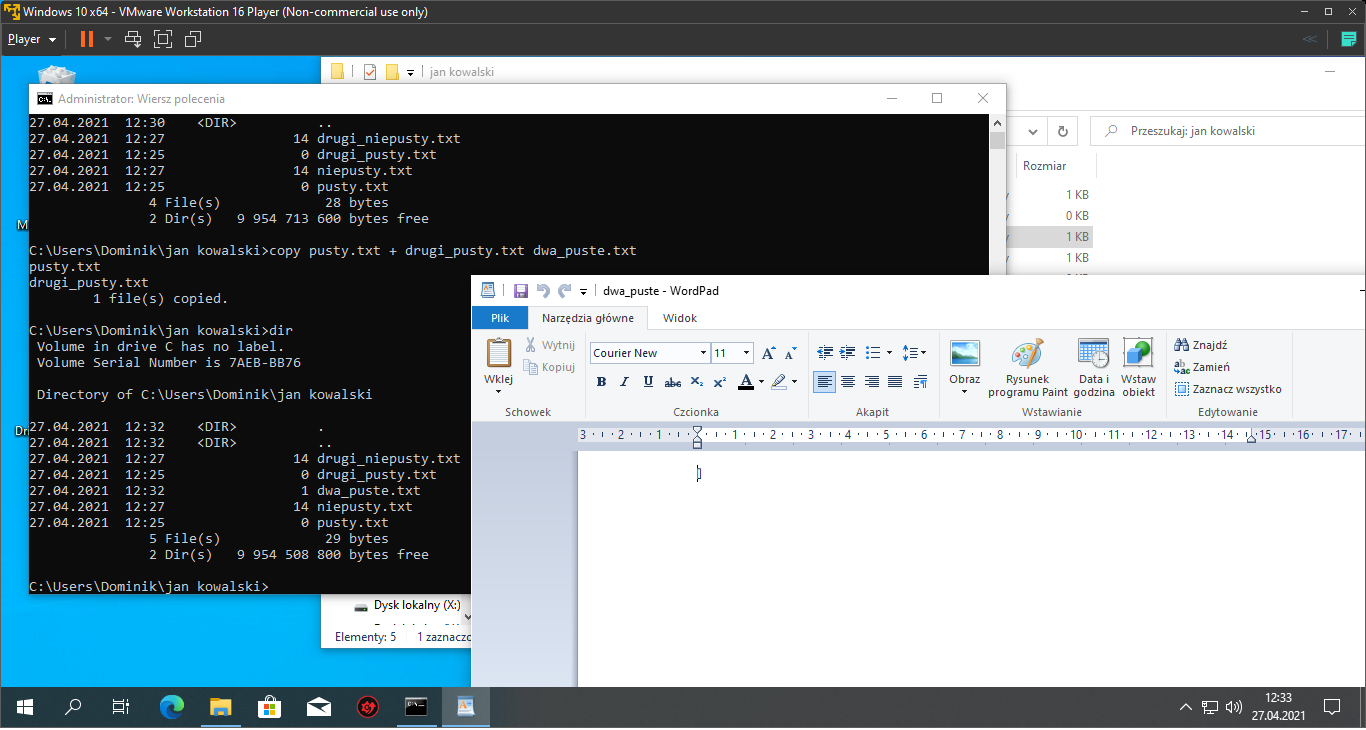 Windows 10 x64 - VMware Workstation 16 Player (Non-commercial use only)
Player
jan kowalski
Administrator: Wiersz polecenia
27.04.2021  12:30    <DIR>          ..
27.04.2021  12:27                14 drugi_niepusty.txt
27.04.2021  12:25                 0 drugi_pusty.txt
27.04.2021  12:27                14 niepusty.txt
27.04.2021  12:25                 0 pusty.txt
4 File(s)             28 bytes
2 Dir(s)   9 954 713 600 bytes free
C:\Users\Dominik\jan kowalski>copy pusty.txt + drugi_pusty.txt dwa_puste.txt
pusty.txt
drugi_pusty.txt
1 file(s) copied.
C:\Users\Dominik\jan kowalski>dir
Volume in drive C has no label.
Volume Serial Number is 7AEB-BB76
Directory of C:\Users\Dominik\jan kowalski
27.04.2021  12:32    <DIR>          .
27.04.2021  12:32    <DIR>          ..
27.04.2021  12:27                14 drugi_niepusty.txt
27.04.2021  12:25                 0 drugi_pusty.txt
27.04.2021  12:32                 1 dwa_puste.txt
27.04.2021  12:27                14 niepusty.txt
27.04.2021  12:25                 0 pusty.txt
5 File(s)             29 bytes
2 Dir(s)   9 954 508 800 bytes free
C:\Users\Dominik\jan kowalski>
Przeszukaj: jan kowalski
Rozmiar
1 KB
0 KB
1 KB
1 KB
dwa_puste - WordPad
Plik Narzędzia główne Widok
Wklej
Wytnij
Kopiuj
Schowek
Courier New 11
B I U abc X₂ X²
Czcionka
Akapit
Obraz
Rysunek programu Paint
Data i godzina
Wstaw obiekt
Wstawianie
Znajdź
Zamień
Zaznacz wszystko
Edytowanie
3 2 1 1 2 3 4 5 6 7 8 9 10 11 12 13 14 15 16 17
Dysk lokalny (X:)
Elementy: 5
12:33
27.04.2021